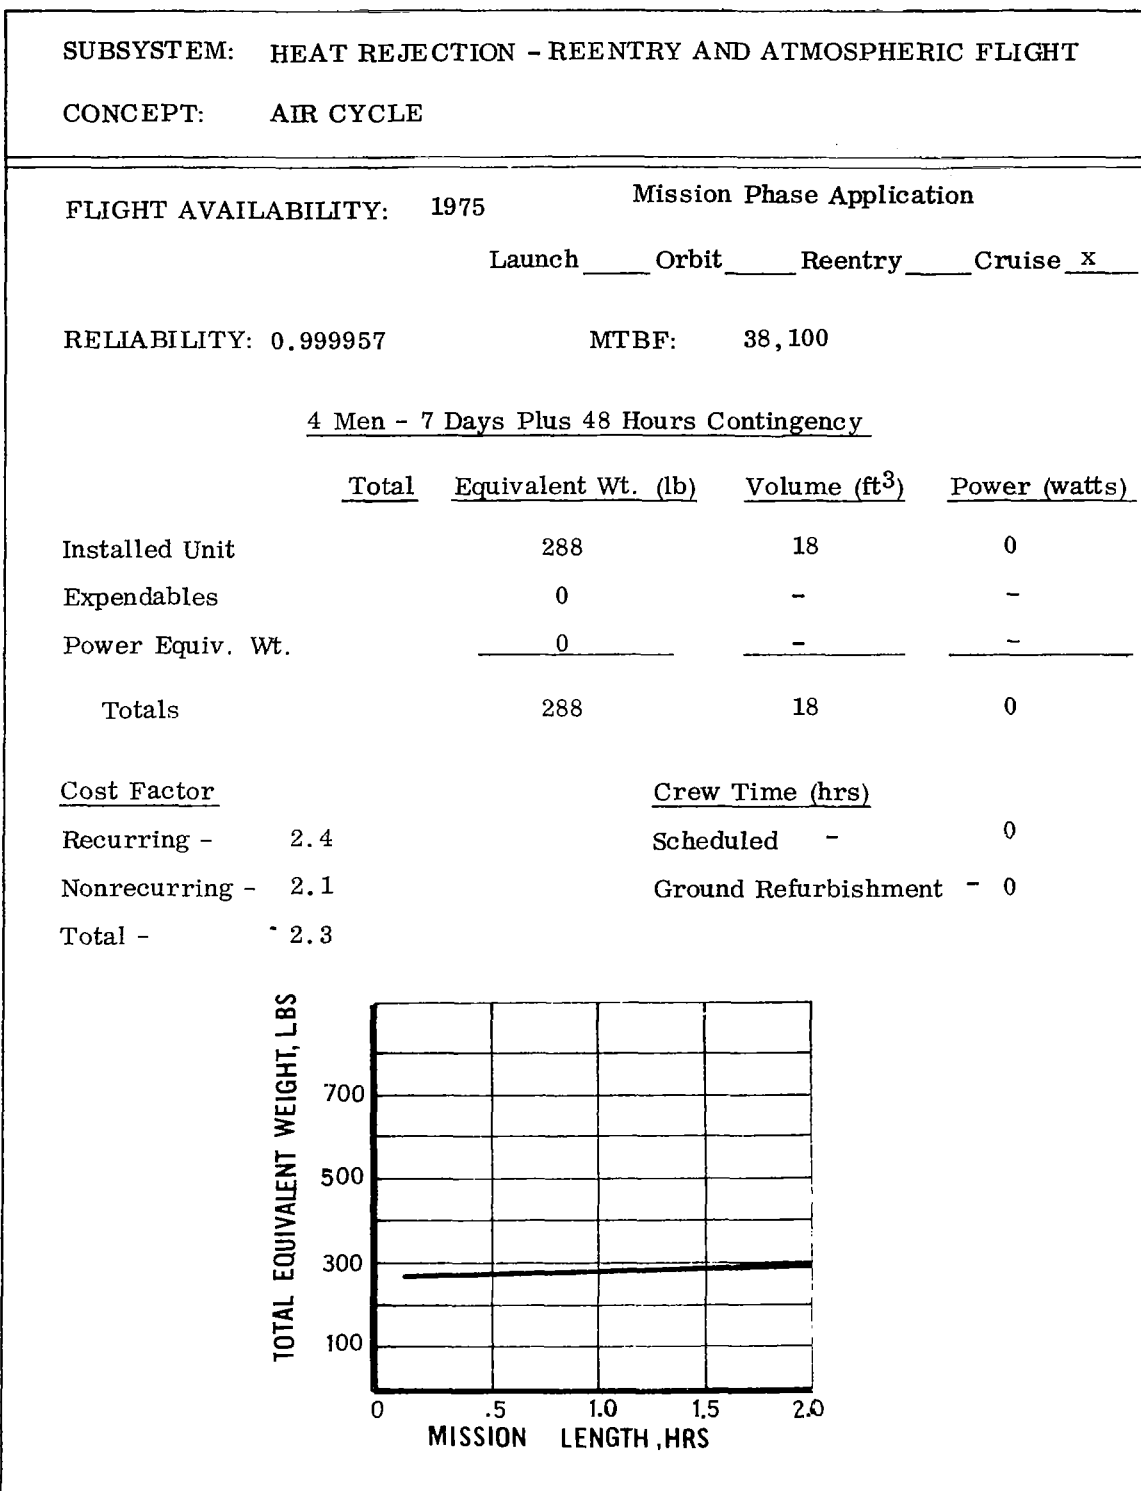 SUBSYSTEM: HEAT REJECTION - REENTRY AND ATMOSPHERIC FLIGHT
CONCEPT: AIR CYCLE
FLIGHT AVAILABILITY: 1975 Mission Phase Application
Launch Orbit Reentry Cruise x
RELIABILITY: 0.999957 MTBF: 38,100
4 Men - 7 Days Plus 48 Hours Contingency
Total Equivalent Wt. (lb) Volume (ft³) Power (watts)
Installed Unit 288 18 0
Expendables 0 - -
Power Equiv. Wt. 0 - -
Totals 288 18 0
Cost Factor Crew Time (hrs)
Recurring - 2.4 Scheduled - 0
Nonrecurring - 2.1 Ground Refurbishment - 0
Total - 2.3
TOTAL EQUIVALENT WEIGHT, LBS
700
500
300
100
0 .5 1.0 1.5 2.0
MISSION LENGTH, HRS